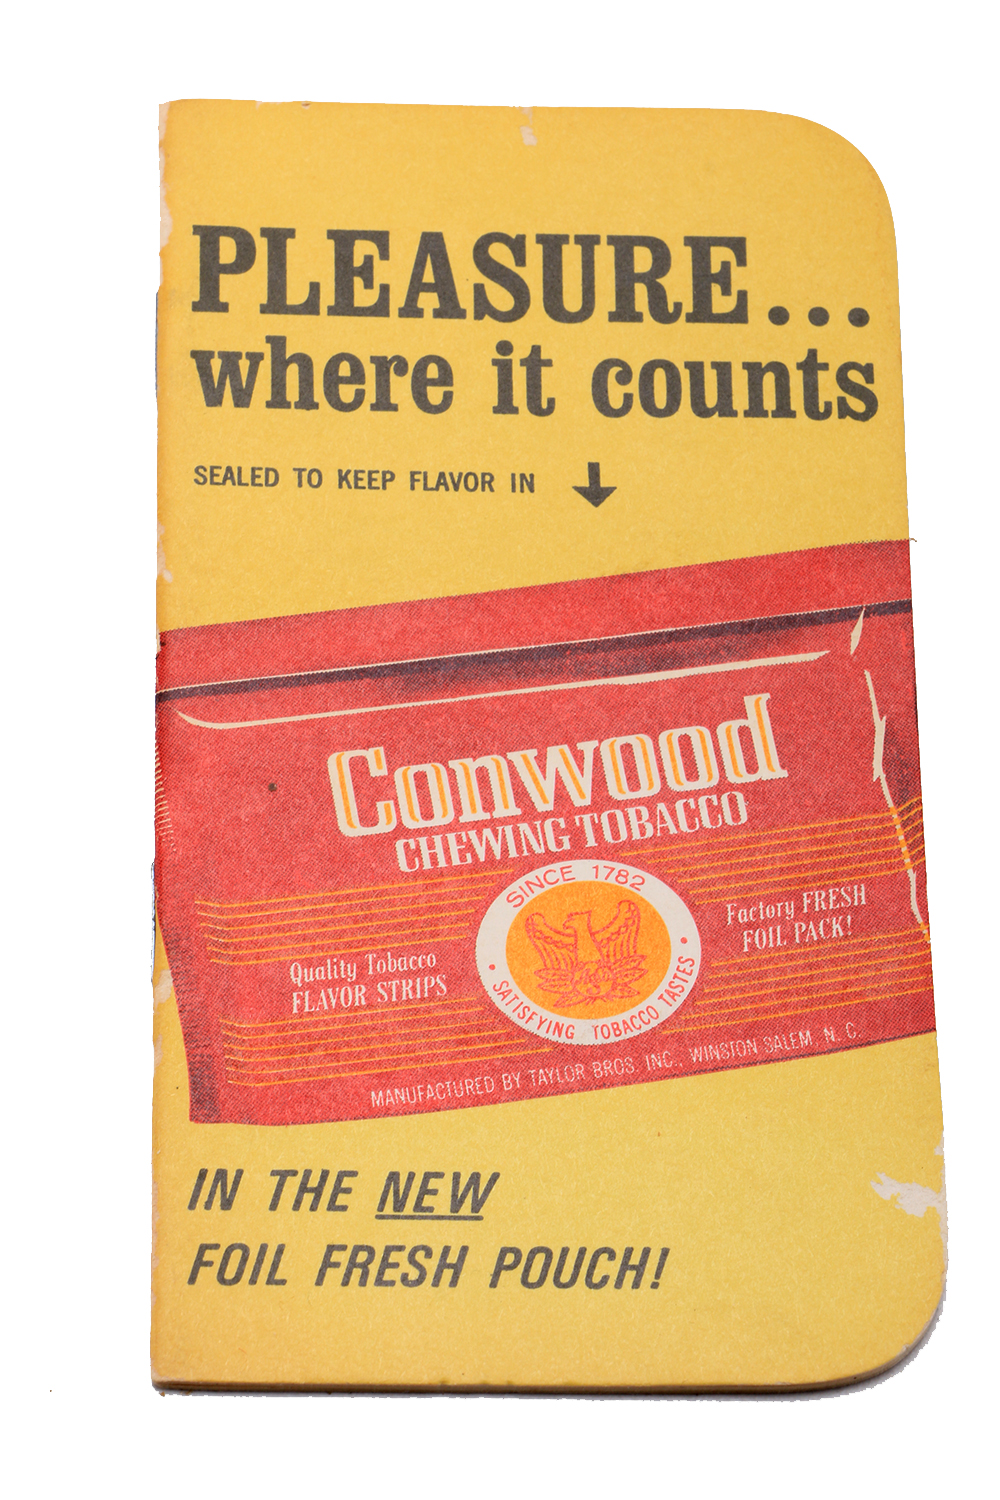 PLEASURE...
where it counts
SEALED TO KEEP FLAVOR IN
Conwood
CHEWING TOBACCO
SINCE 1782
Quality Tobacco
FLAVOR STRIPS
Factory FRESH
FOIL PACK!
• SATISFYING TOBACCO TASTES •
MANUFACTURED BY TAYLOR BROS. INC., WINSTON SALEM, N. C.
IN THE NEW
FOIL FRESH POUCH!